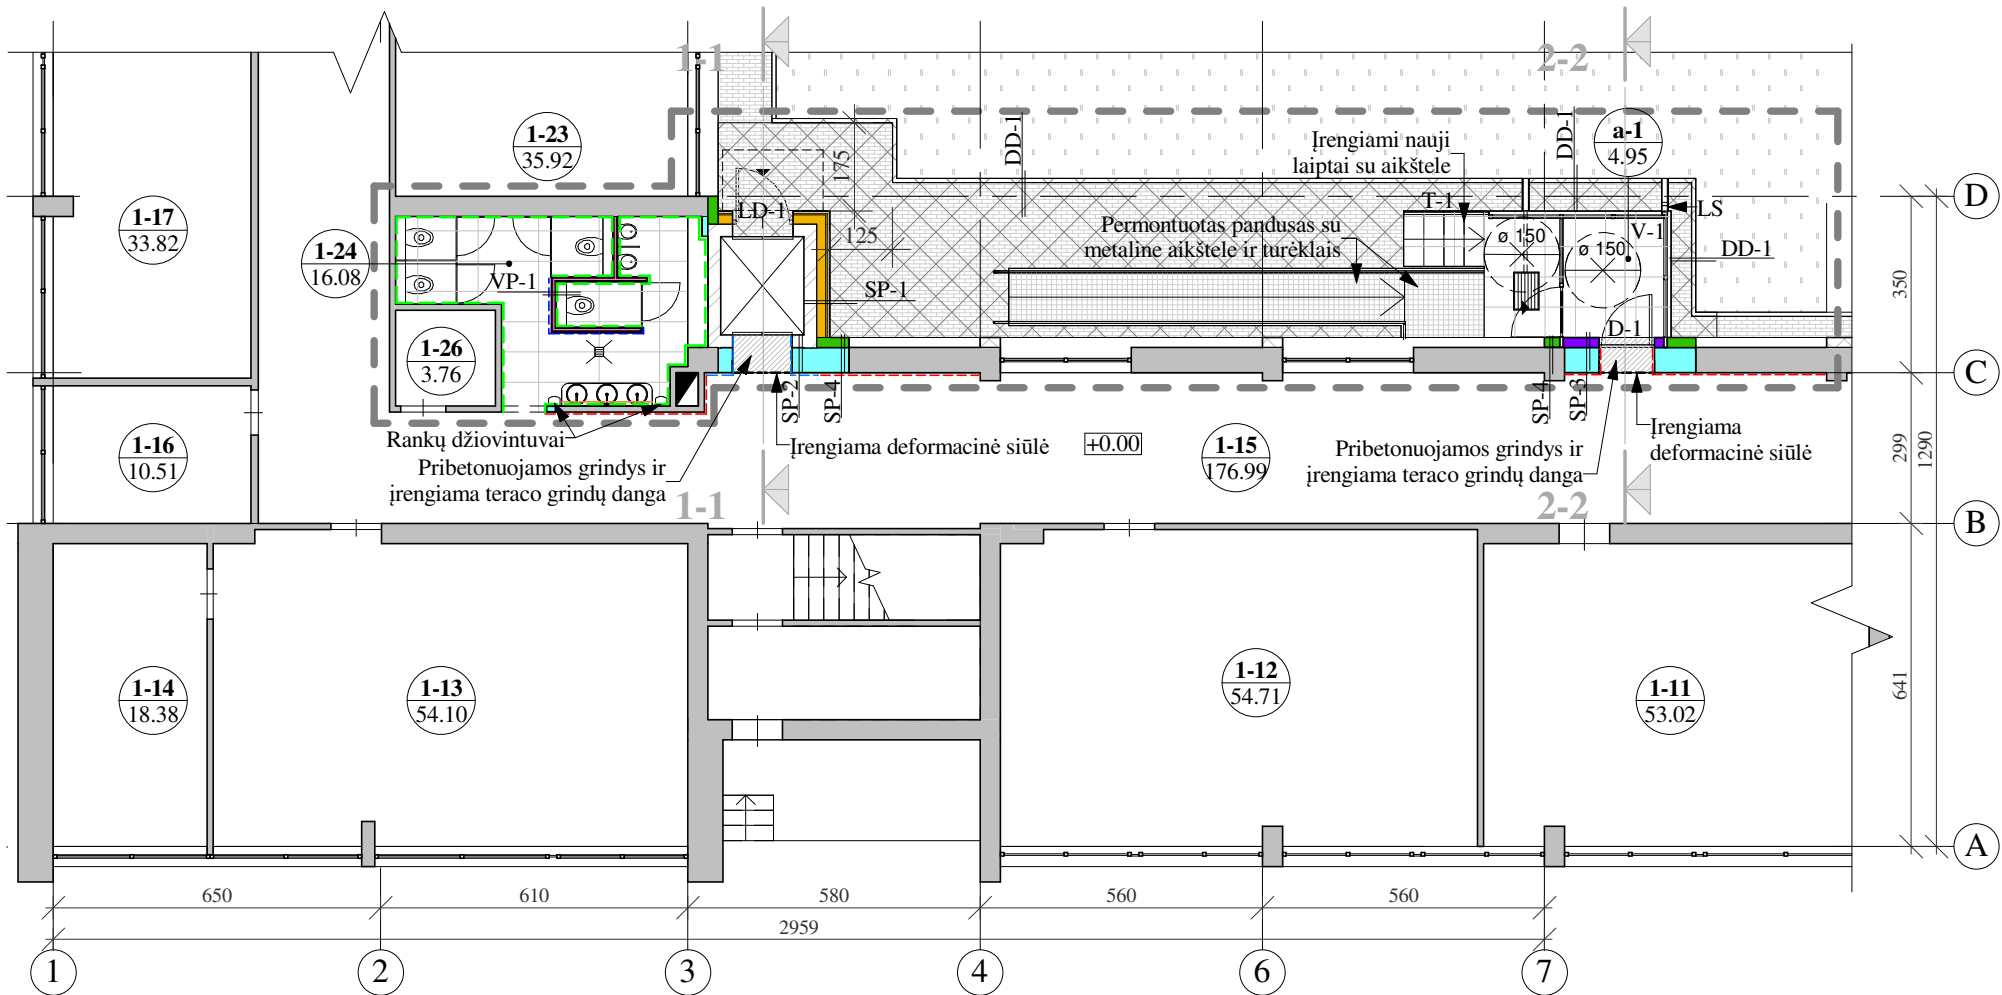 1-1
2-2
1-23
35.92
DD-1
175
Įrengiami nauji
laiptai su aikštele
DD-1
a-1
4.95
1-17
33.82
LD-1
125
T-1
Permontuotas pandusas su
metaline aikštele ir turėklais
ø 150
ø 150
V-1
LS
DD-1
D
1-24
16.08
VP-1
SP-1
D-1
350
1-26
3.76
SP-2
SP-4
SP-4
SP-3
C
1-16
10.51
Rankų džiovintuvai
Pribetonuojamos grindys ir
įrengiama teraco grindų danga
Įrengiama deformacinė siūlė
+0.00
1-15
176.99
Pribetonuojamos grindys ir
įrengiama teraco grindų danga
Įrengiama
deformacinė siūlė
299
1290
1-1
2-2
B
1-14
18.38
1-13
54.10
1-12
54.71
1-11
53.02
641
A
650
610
580
560
560
2959
1
2
3
4
6
7